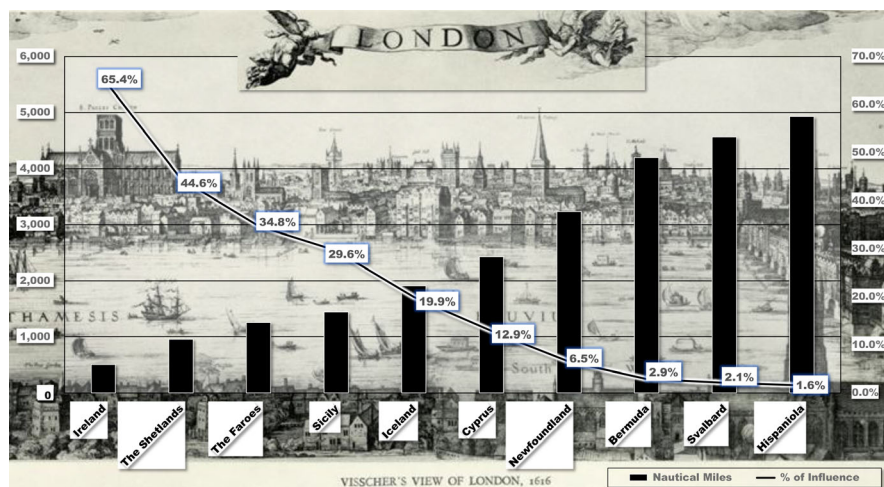 LONDON
6,000
5,000
4,000
3,000
2,000
1,000
0
70.0%
60.0%
50.0%
40.0%
30.0%
20.0%
10.0%
0.0%
65.4%
44.6%
34.8%
29.6%
19.9%
12.9%
6.5%
2.9%
2.1%
1.6%
THAMESIS
South
Ireland
The Shetlands
The Faroes
Sicily
Iceland
Cyprus
Newfoundland
Bermuda
Svalbard
Hispaniola
Nautical Miles
% of Influence
VISSCHER'S VIEW OF LONDON, 1616